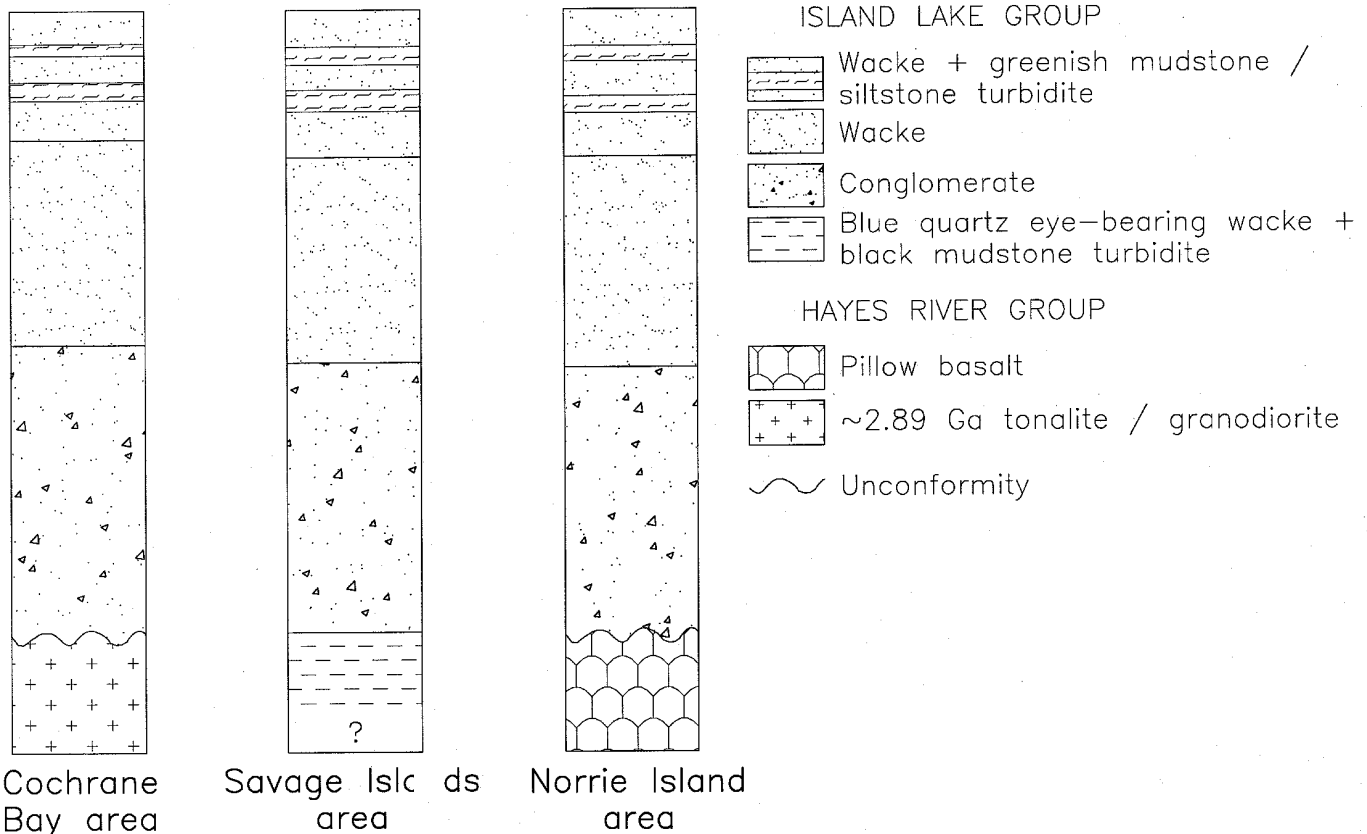 ISLAND LAKE GROUP
Wacke + greenish mudstone /
siltstone turbidite
Wacke
Conglomerate
Blue quartz eye-bearing wacke +
black mudstone turbidite
HAYES RIVER GROUP
Pillow basalt
~2.89 Ga tonalite / granodiorite
Unconformity
?
Cochrane
Bay area
Savage Isl ds
area
Norrie Island
area